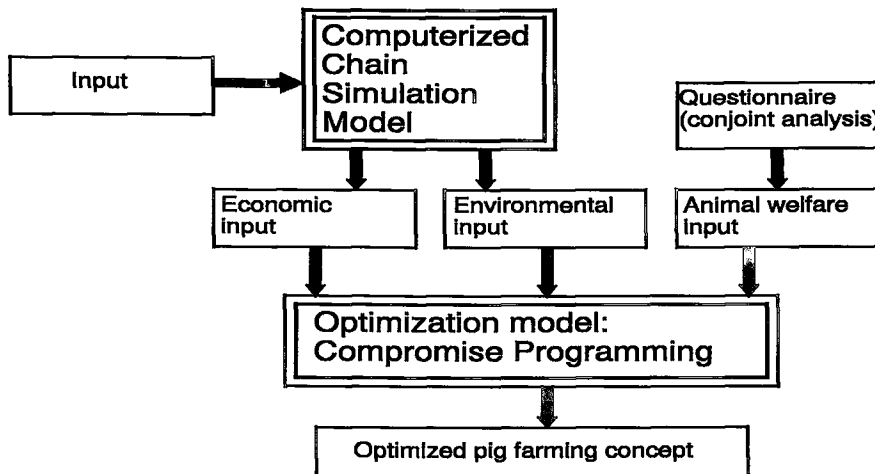 Input
Computerized
Chain
Simulation
Model
Questionnaire
(conjoint analysis)
Economic
input
Environmental
input
Animal welfare
input
Optimization model:
Compromise Programming
Optimized pig farming concept